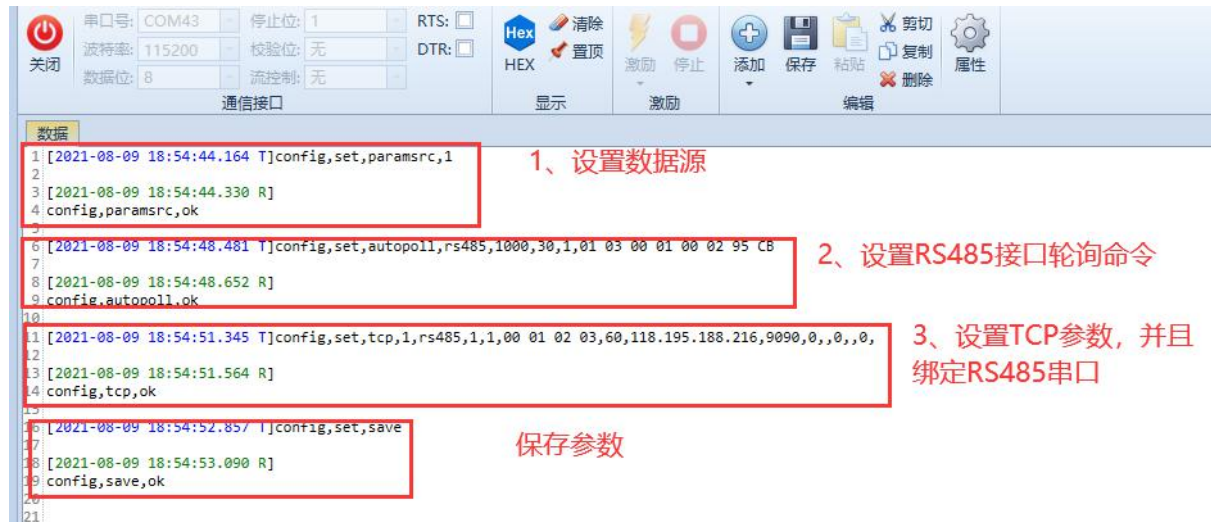 串口号: COM43 停止位: 1 RTS:
波特率: 115200 校验位: 无 DTR:
数据位: 8 流控制: 无
关闭
通信接口
Hex
HEX
清除
置顶
显示
激励 停止
激励
添加 保存 粘贴
剪切
复制
删除
属性
编辑
数据
1 [2021-08-09 18:54:44.164 T]config,set,paramsrc,1
2
3 [2021-08-09 18:54:44.330 R]
4 config,paramsrc,ok
5
1、设置数据源
6 [2021-08-09 18:54:48.481 T]config,set,autopoll,rs485,1000,30,1,01 03 00 01 00 02 95 CB
7
8 [2021-08-09 18:54:48.652 R]
9 config,autopoll,ok
10
2、设置RS485接口轮询命令
11 [2021-08-09 18:54:51.345 T]config,set,tcp,1,rs485,1,1,00 01 02 03,60,118.195.188.216,9090,0,,0,,0,
12
13 [2021-08-09 18:54:51.564 R]
14 config,tcp,ok
15
3、设置TCP参数，并且
绑定RS485串口
16 [2021-08-09 18:54:52.857 T]config,set,save
17
18 [2021-08-09 18:54:53.090 R]
19 config,save,ok
20
21
保存参数